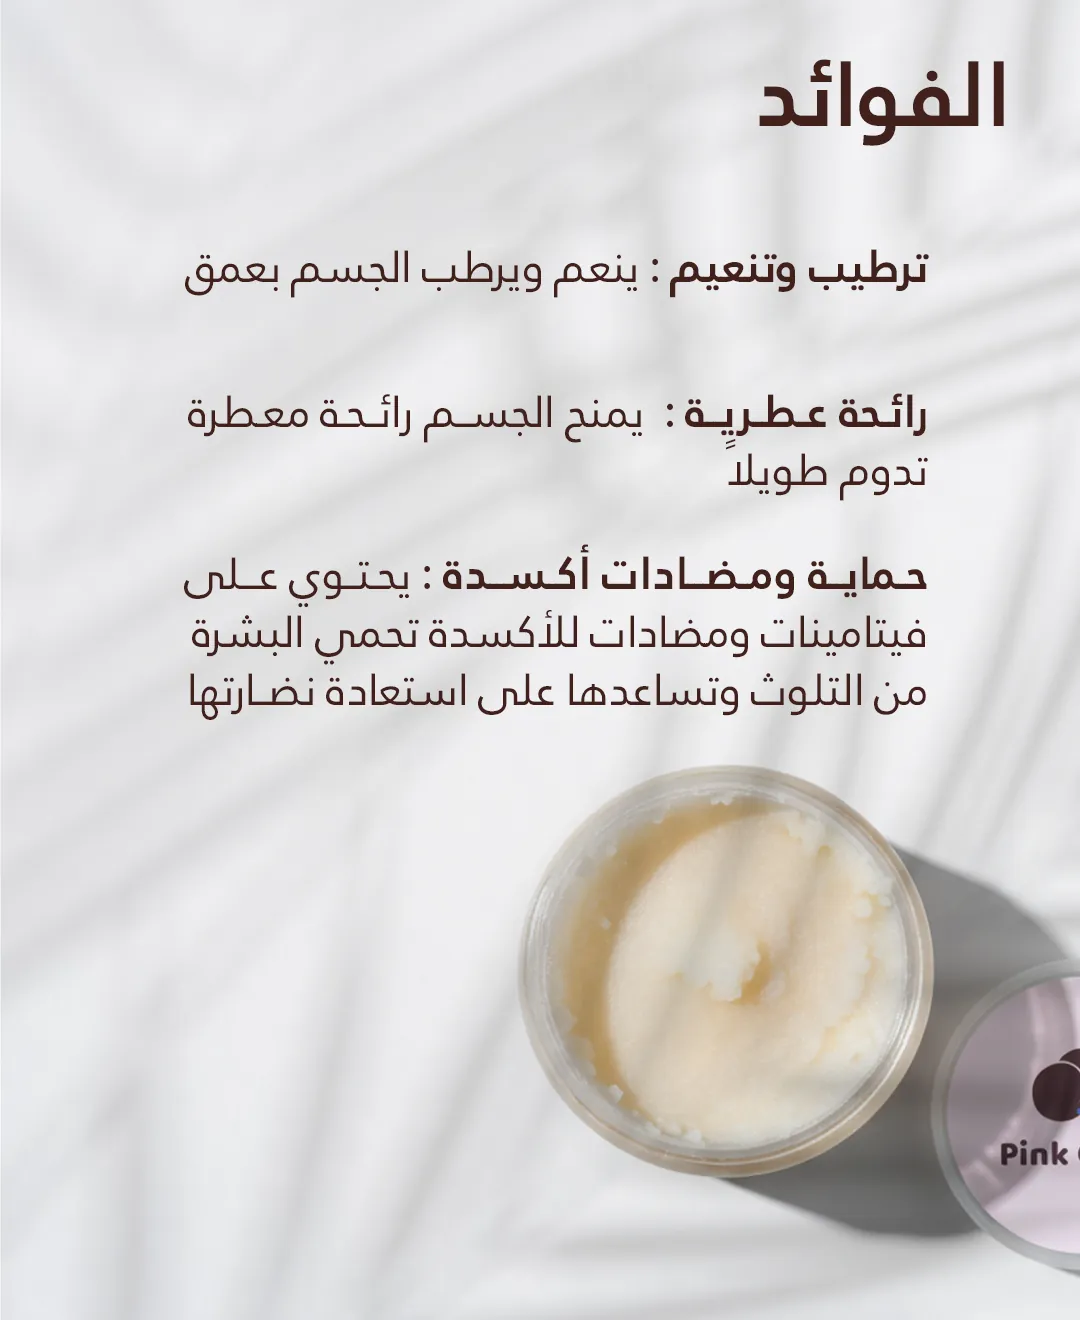 الفوائد
ترطيب وتنعيم : ينعم ويرطب الجسم بعمق
رائحة عطرية : يمنح الجسم رائحة معطرة
تدوم طويلاً
حماية ومضادات أكسدة : يحتوي على
فيتامينات ومضادات للأكسدة تحمي البشرة
من التلوث وتساعدها على استعادة نضارتها
Pink